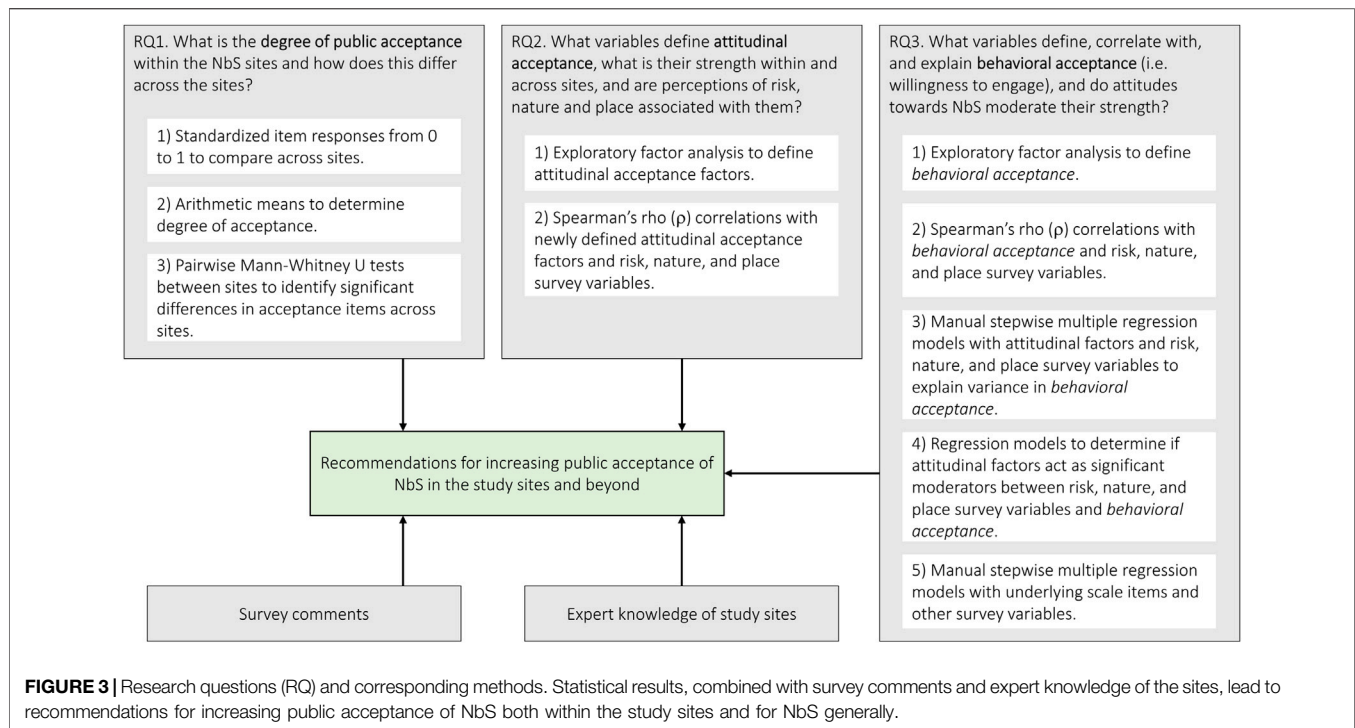 RQ1. What is the degree of public acceptance
within the NbS sites and how does this differ
across the sites?
1) Standardized item responses from 0
to 1 to compare across sites.
2) Arithmetic means to determine
degree of acceptance.
3) Pairwise Mann-Whitney U tests
between sites to identify significant
differences in acceptance items across
sites.
RQ2. What variables define attitudinal
acceptance, what is their strength within and
across sites, and are perceptions of risk,
nature and place associated with them?
1) Exploratory factor analysis to define
attitudinal acceptance factors.
2) Spearman's rho (ρ) correlations with
newly defined attitudinal acceptance
factors and risk, nature, and place
survey variables.
RQ3. What variables define, correlate with,
and explain behavioral acceptance (i.e.
willingness to engage), and do attitudes
towards NbS moderate their strength?
1) Exploratory factor analysis to define
behavioral acceptance.
2) Spearman's rho (ρ) correlations with
behavioral acceptance and risk, nature,
and place survey variables.
3) Manual stepwise multiple regression
models with attitudinal factors and risk,
nature, and place survey variables to
explain variance in behavioral
acceptance.
4) Regression models to determine if
attitudinal factors act as significant
moderators between risk, nature, and
place survey variables and behavioral
acceptance.
5) Manual stepwise multiple regression
models with underlying scale items and
other survey variables.
Recommendations for increasing public acceptance of
NbS in the study sites and beyond
Survey comments
Expert knowledge of study sites
FIGURE 3 | Research questions (RQ) and corresponding methods. Statistical results, combined with survey comments and expert knowledge of the sites, lead to
recommendations for increasing public acceptance of NbS both within the study sites and for NbS generally.